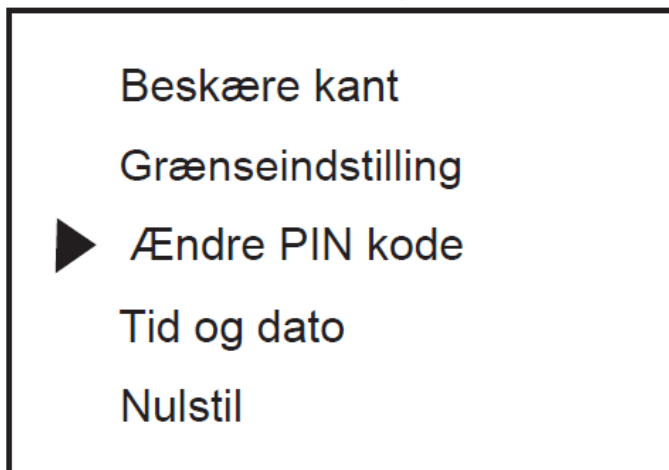 Beskære kant
Grænseindstilling
Ændre PIN kode
Tid og dato
Nulstil